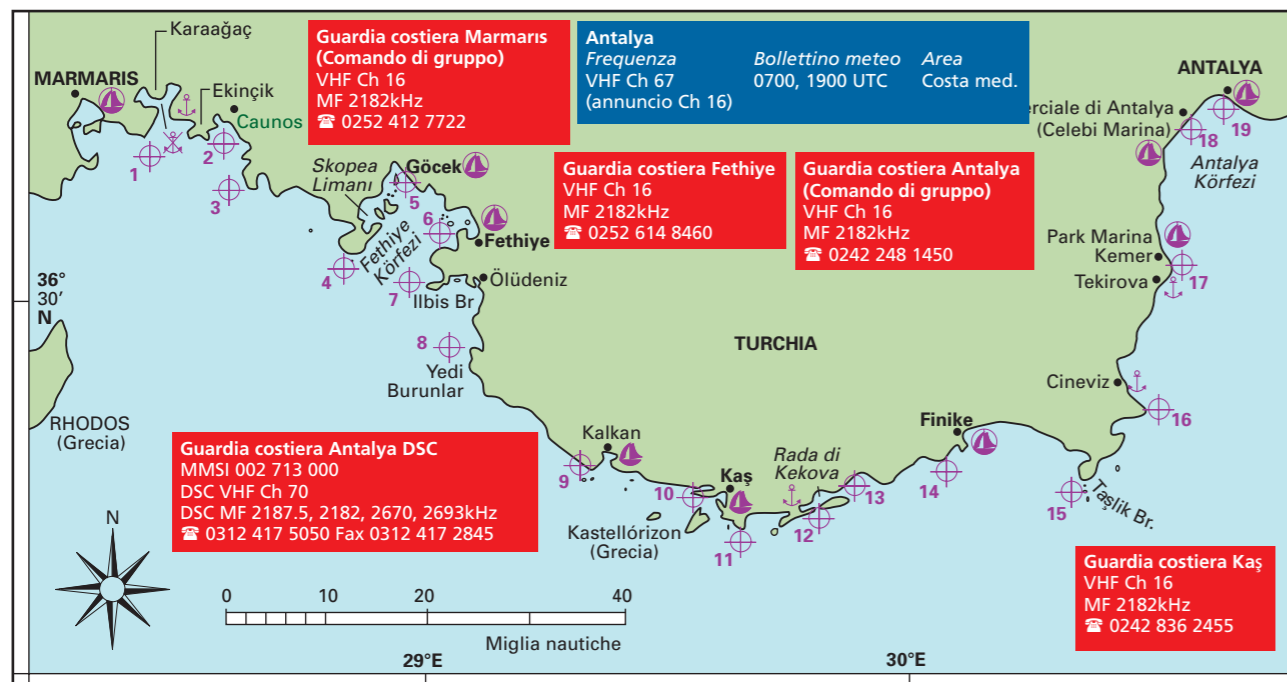 Karaağaç
MARMARIS
Ekinçik
Caunos
Guardia costiera Marmarıs
(Comando di gruppo)
VHF Ch 16
MF 2182kHz
☎ 0252 412 7722
Antalya
Frequenza Bollettino meteo Area
VHF Ch 67 0700, 1900 UTC Costa med.
(annuncio Ch 16)
ANTALYA
erciale di Antalya
(Celebi Marina)
18
19
Antalya
Körfezi
1
2
3
Skopea
Limanı
Göcek
5
6
Fethiye
Fethiye
Körfezi
4
7
Ilbis Br
Ölüdeniz
Guardia costiera Fethiye
VHF Ch 16
MF 2182kHz
☎ 0252 614 8460
Guardia costiera Antalya
(Comando di gruppo)
VHF Ch 16
MF 2182kHz
☎ 0242 248 1450
Park Marina
Kemer
17
Tekirova
36°
30'
N
8
Yedi
Burunlar
TURCHIA
Cineviz
16
RHODOS
(Grecia)
Guardia costiera Antalya DSC
MMSI 002 713 000
DSC VHF Ch 70
DSC MF 2187.5, 2182, 2670, 2693kHz
☎ 0312 417 5050 Fax 0312 417 2845
Kalkan
9
10
Kaş
Kastellórizon
(Grecia)
11
Rada di
Kekova
12
13
Finike
14
15
Taşlik Br.
Guardia costiera Kaş
VHF Ch 16
MF 2182kHz
☎ 0242 836 2455
N
0 10 20 40
Miglia nautiche
29°E
30°E